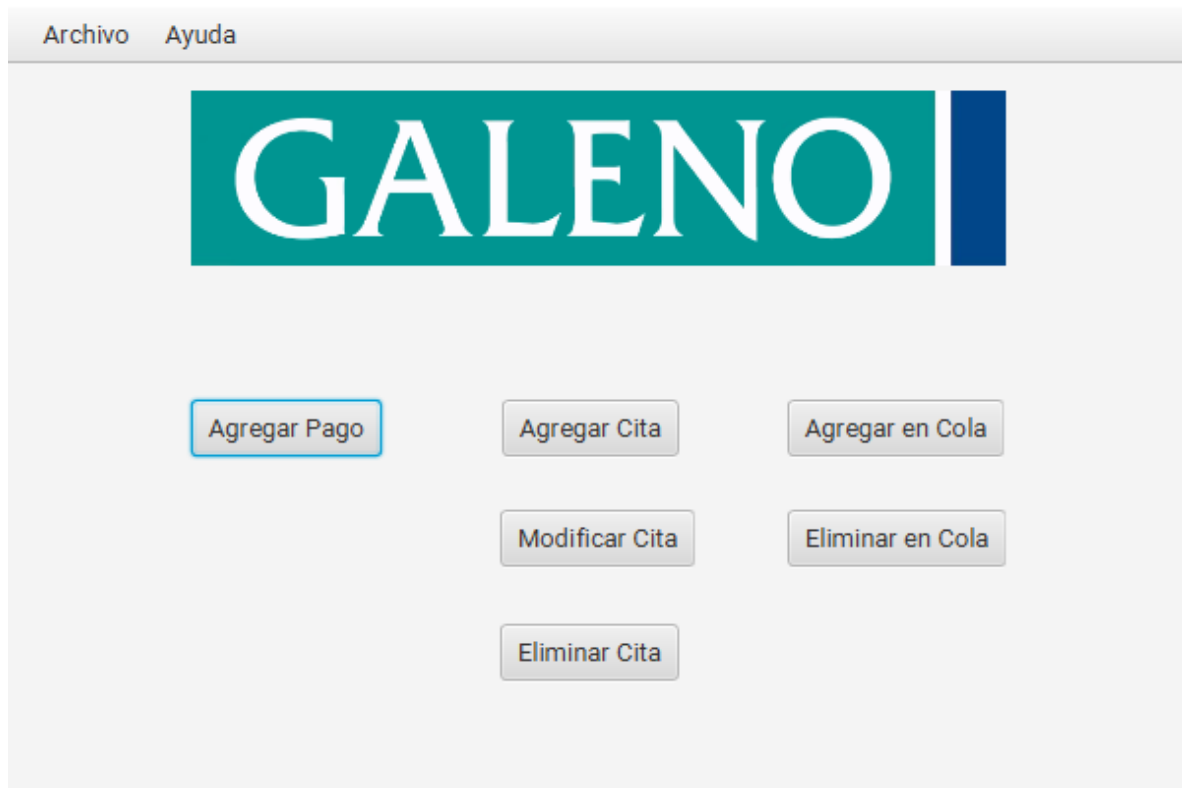 Archivo Ayuda
GALENO
Agregar Pago Agregar Cita Agregar en Cola
Modificar Cita Eliminar en Cola
Eliminar Cita